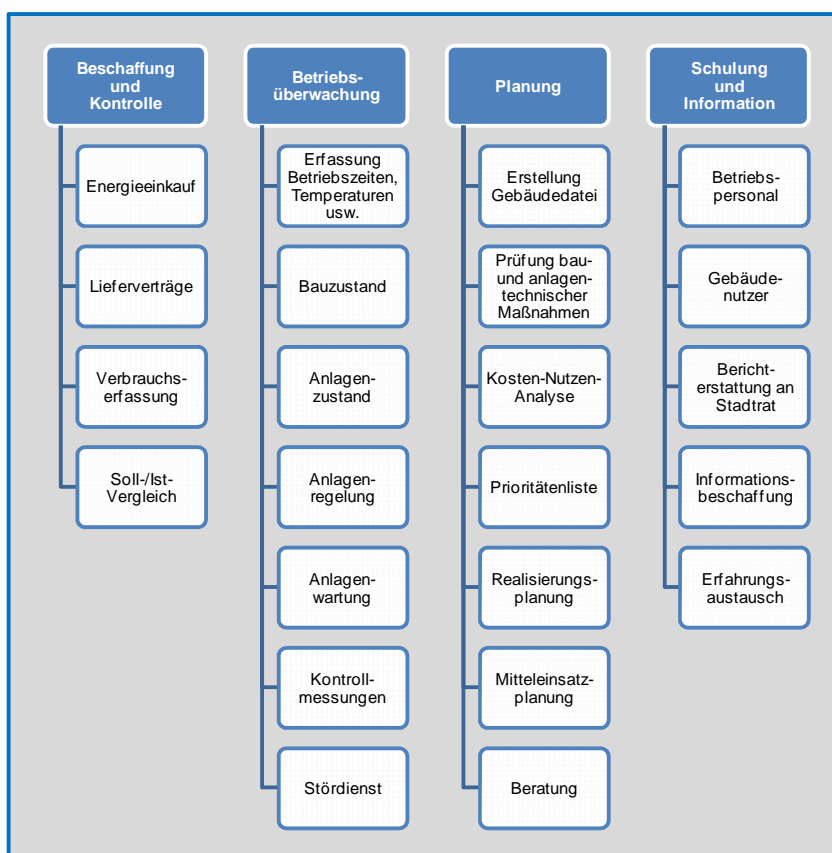 Beschaffung
und
Kontrolle
Energieeinkauf
Lieferverträge
Verbrauchs-
erfassung
Soll-/Ist-
Vergleich
Betriebs-
überwachung
Erfassung
Betriebszeiten,
Temperaturen
usw.
Bauzustand
Anlagen-
zustand
Anlagen-
regelung
Anlagen-
wartung
Kontroll-
messungen
Stördienst
Planung
Erstellung
Gebäudedatei
Prüfung bau-
und anlagen-
technischer
Maßnahmen
Kosten-Nutzen-
Analyse
Prioritätenliste
Realisierungs-
planung
Mitteleinsatz-
planung
Beratung
Schulung
und
Information
Betriebs-
personal
Gebäude-
nutzer
Bericht-
erstattung an
Stadtrat
Informations-
beschaffung
Erfahrungs-
austausch